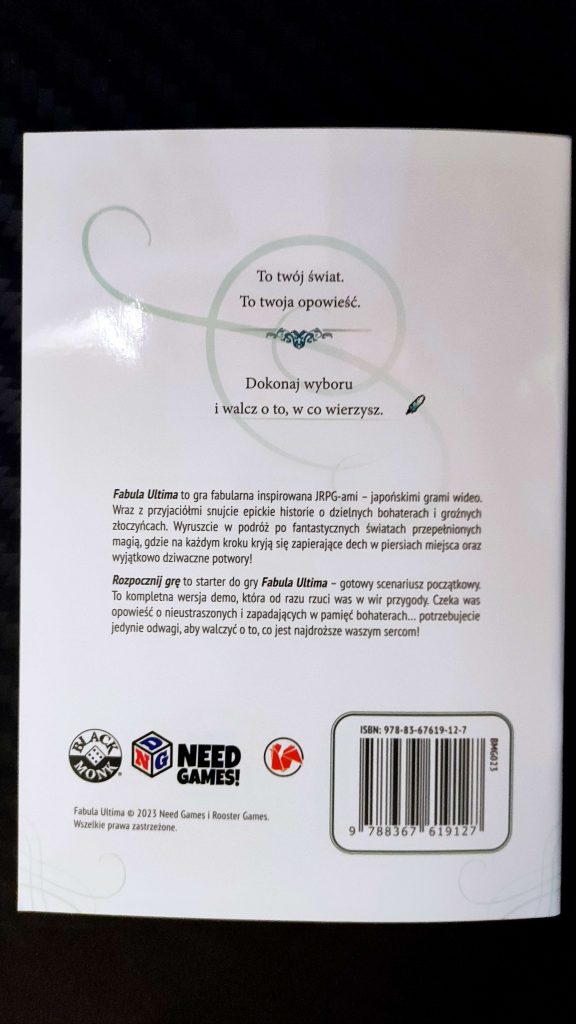 To twój świat.
To twoja opowieść.
Dokonaj wyboru
i walcz o to, w co wierzysz.
Fabula Ultima to gra fabularna inspirowana JRPG-ami – japońskimi grami wideo.
Wraz z przyjaciółmi snujcie epickie historie o dzielnych bohaterach i groźnych
złoczyńcach. Wyruszcie w podróż po fantastycznych światach przepełnionych
magią, gdzie na każdym kroku kryją się zapierające dech w piersiach miejsca oraz
wyjątkowo dziwaczne potwory!
Rozpocznij grę to starter do gry Fabula Ultima – gotowy scenariusz początkowy.
To kompletna wersja demo, która od razu rzuci was w wir przygody. Czeka was
opowieść o nieustraszonych i zapadających w pamięć bohaterach... potrzebujecie
jedynie odwagi, aby walczyć o to, co jest najdroższe waszym sercom!
BLACK
MONK
NDG
NEED
GAMES!
Fabula Ultima © 2023 Need Games i Rooster Games.
Wszelkie prawa zastrzeżone.
ISBN: 978-83-67619-12-7
BMG023
9 788367 619127